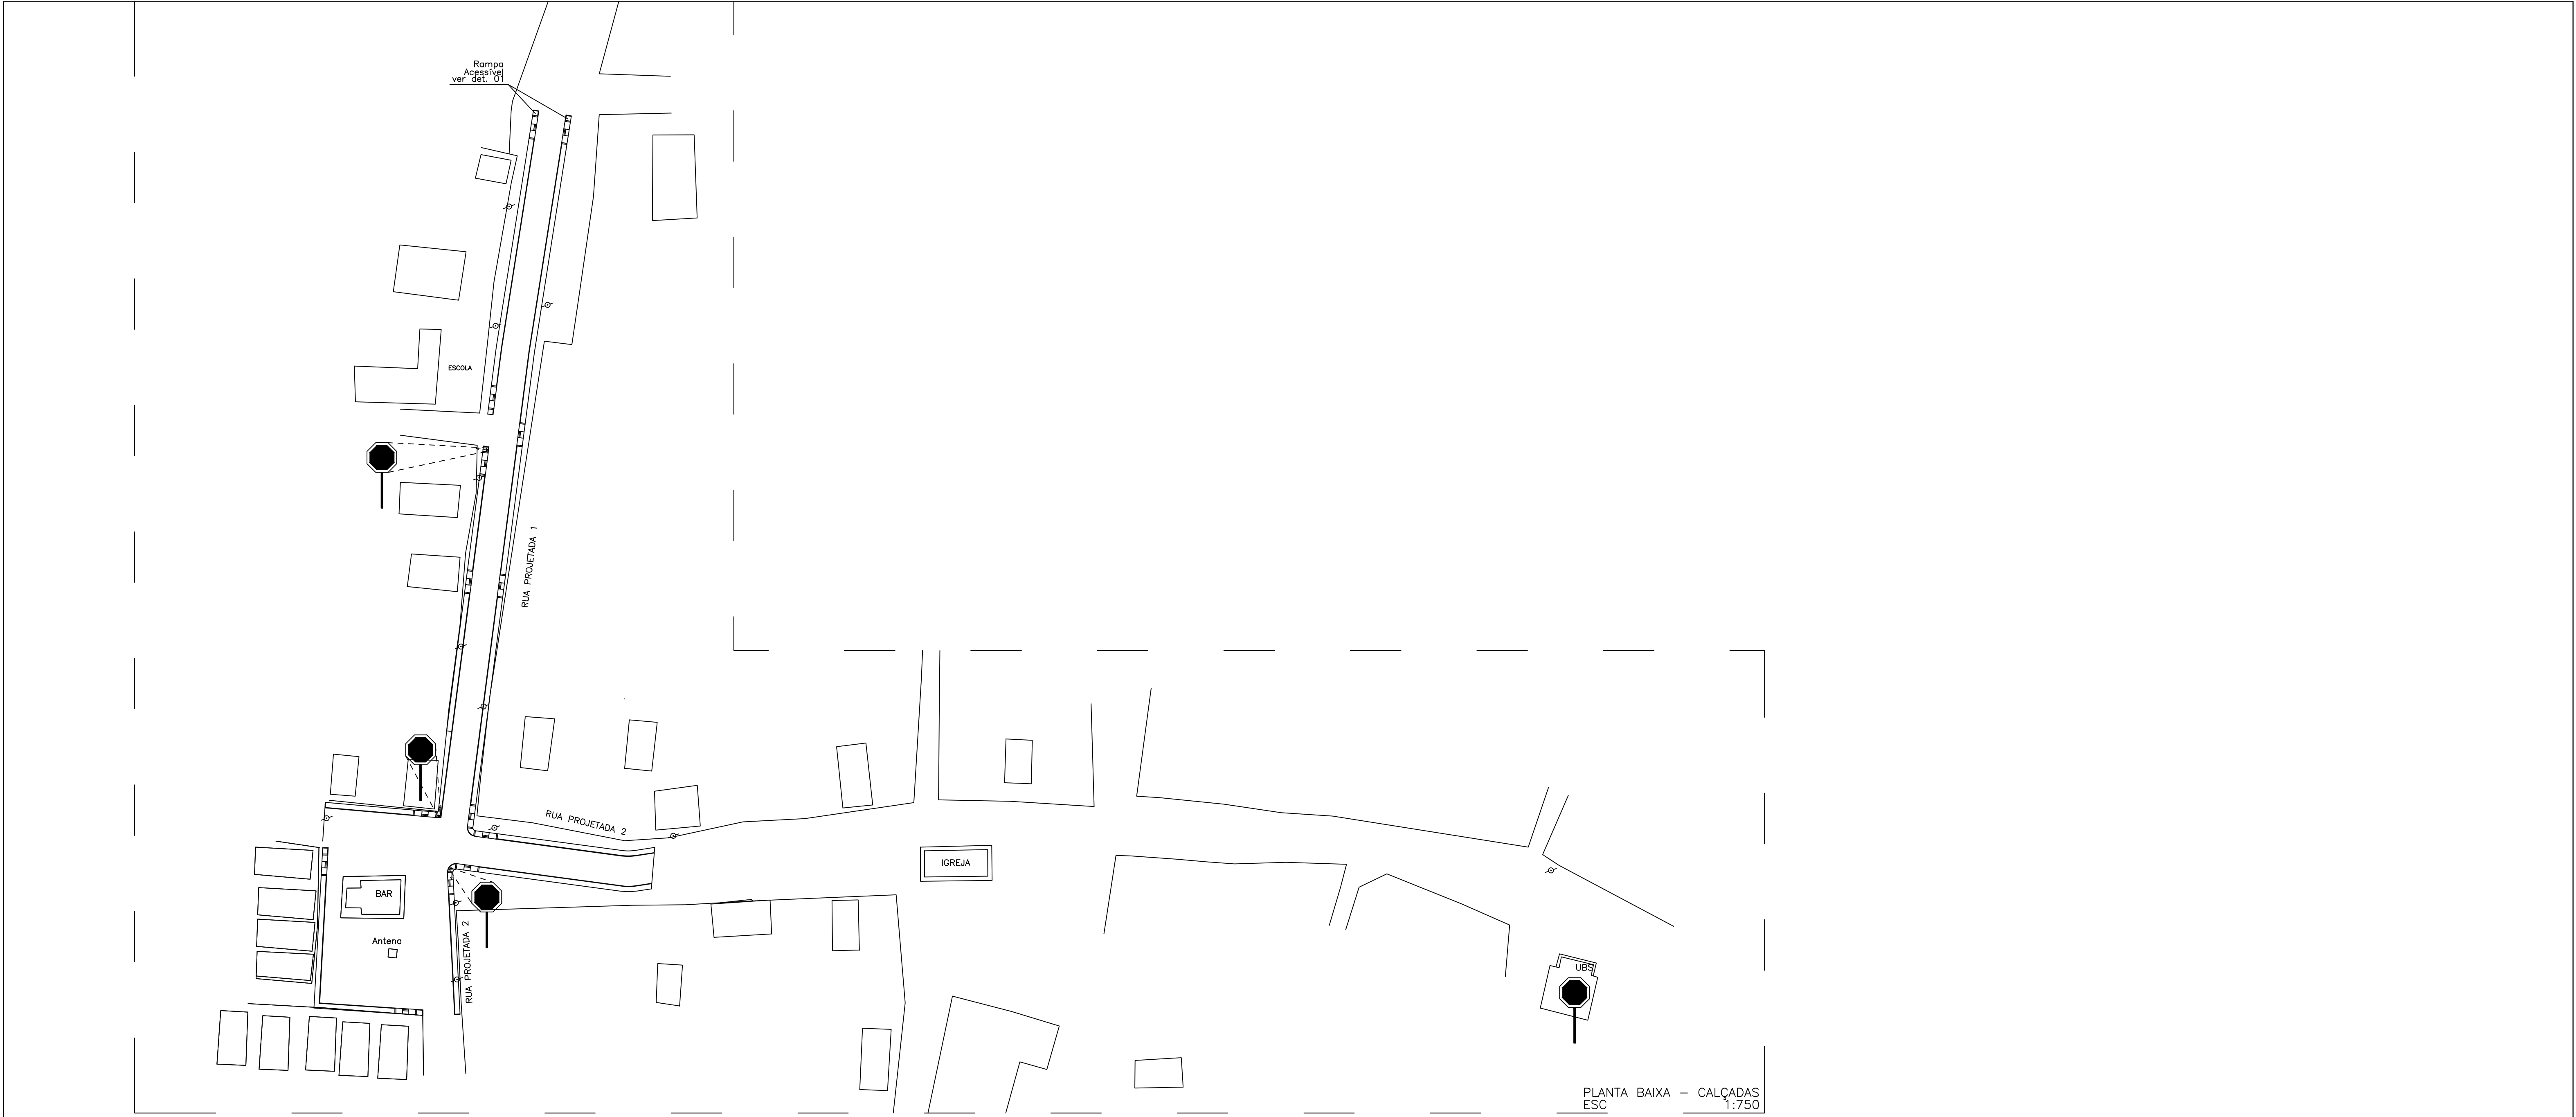 Rampa
Acessível
ver det. 01
ESCOLA
RUA PROJETADA 1
RUA PROJETADA 2
IGREJA
BAR
Antena
RUA PROJETADA 2
UBS
PLANTA BAIXA – CALÇADAS
ESC 1:750